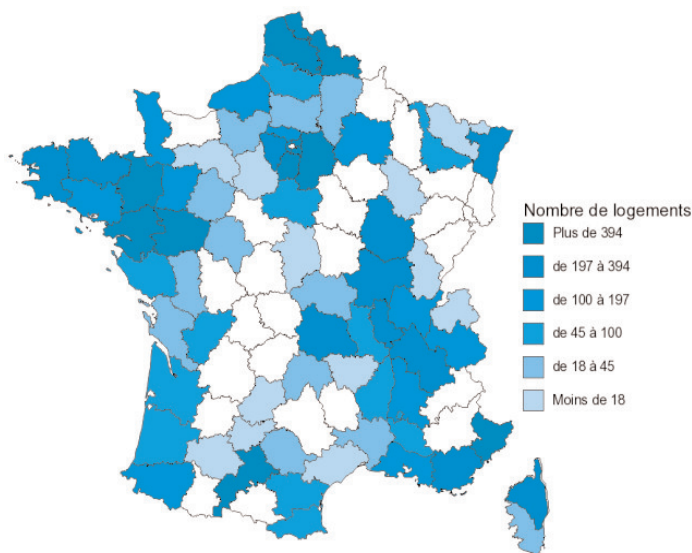 Nombre de logements
Plus de 394
de 197 à 394
de 100 à 197
de 45 à 100
de 18 à 45
Moins de 18